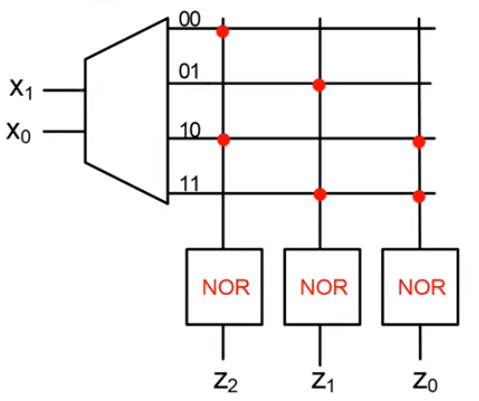 00
01
X₁
X₀
10
11
NOR NOR NOR
Z₂ Z₁ Z₀